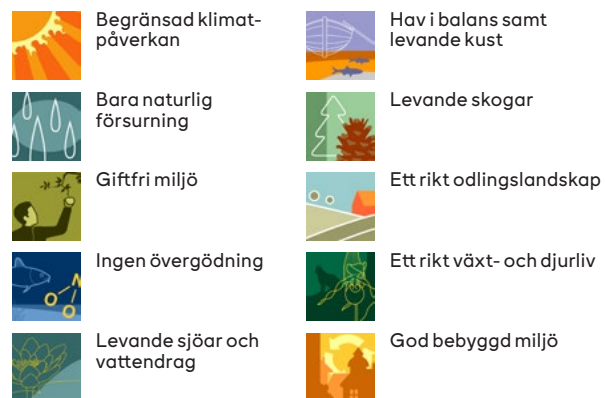 Begränsad klimat-
påverkan
Bara naturlig
försurning
Giftfri miljö
Ingen övergödning
Levande sjöar och
vattendrag
Hav i balans samt
levande kust
Levande skogar
Ett rikt odlingslandskap
Ett rikt växt- och djurliv
God bebyggd miljö
N
O
O
O